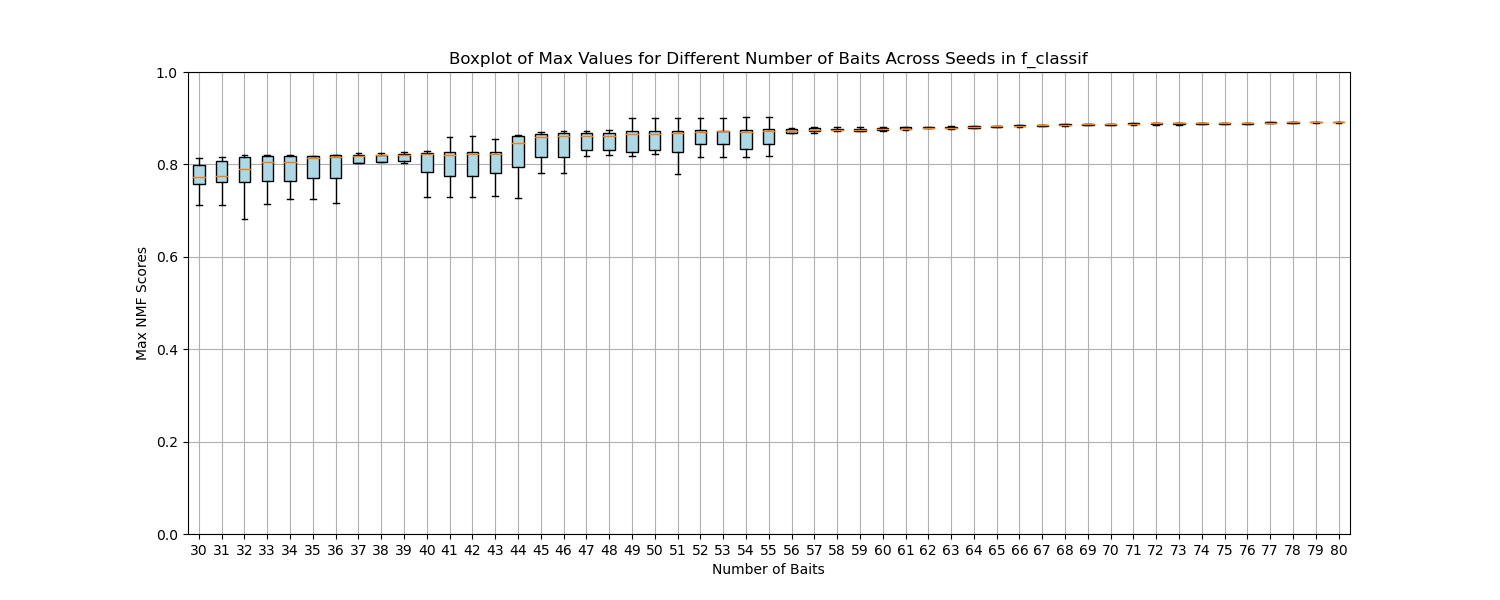 Boxplot of Max Values for Different Number of Baits Across Seeds in f_classif
Max NMF Scores
1.0
0.8
0.6
0.4
0.2
0.0
30 31 32 33 34 35 36 37 38 39 40 41 42 43 44 45 46 47 48 49 50 51 52 53 54 55 56 57 58 59 60 61 62 63 64 65 66 67 68 69 70 71 72 73 74 75 76 77 78 79 80
Number of Baits